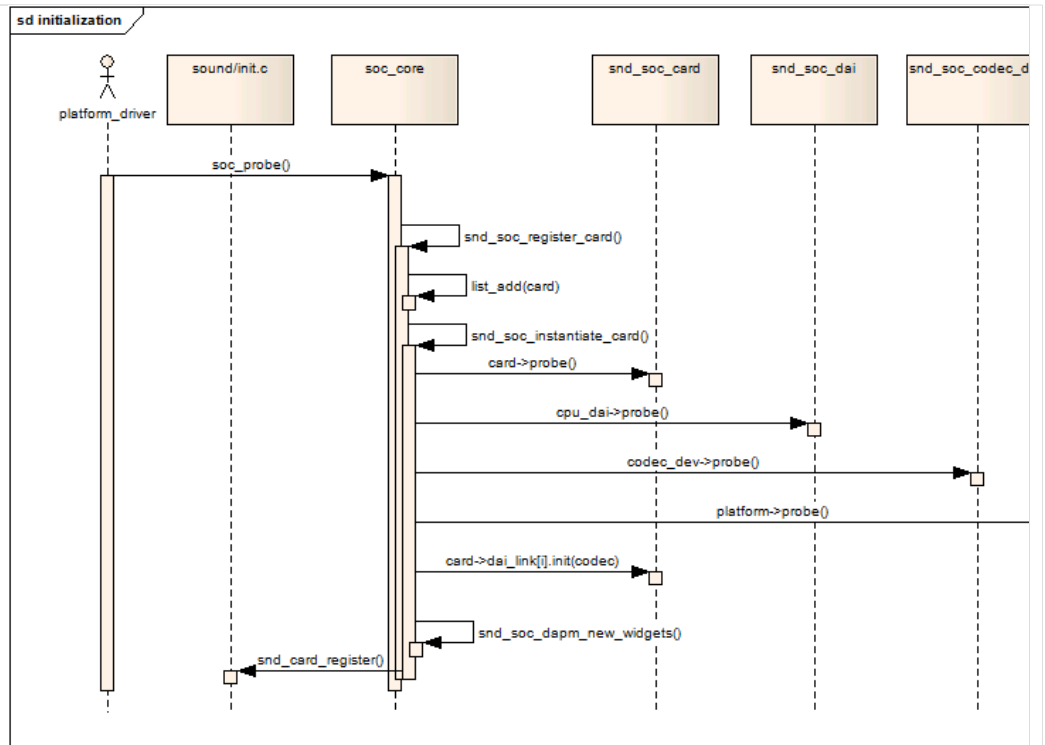 sd initialization
platform_driver
sound/init.c
soc_core
snd_soc_card
snd_soc_dai
snd_soc_codec_d
soc_probe()
snd_soc_register_card()
list_add(card)
snd_soc_instantiate_card()
card->probe()
cpu_dai->probe()
codec_dev->probe()
platform->probe()
card->dai_link[i].init(codec)
snd_soc_dapm_new_widgets()
snd_card_register()